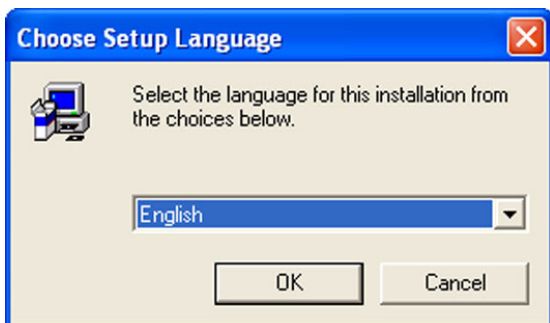 Choose Setup Language
Select the language for this installation from
the choices below.
English
OK
Cancel